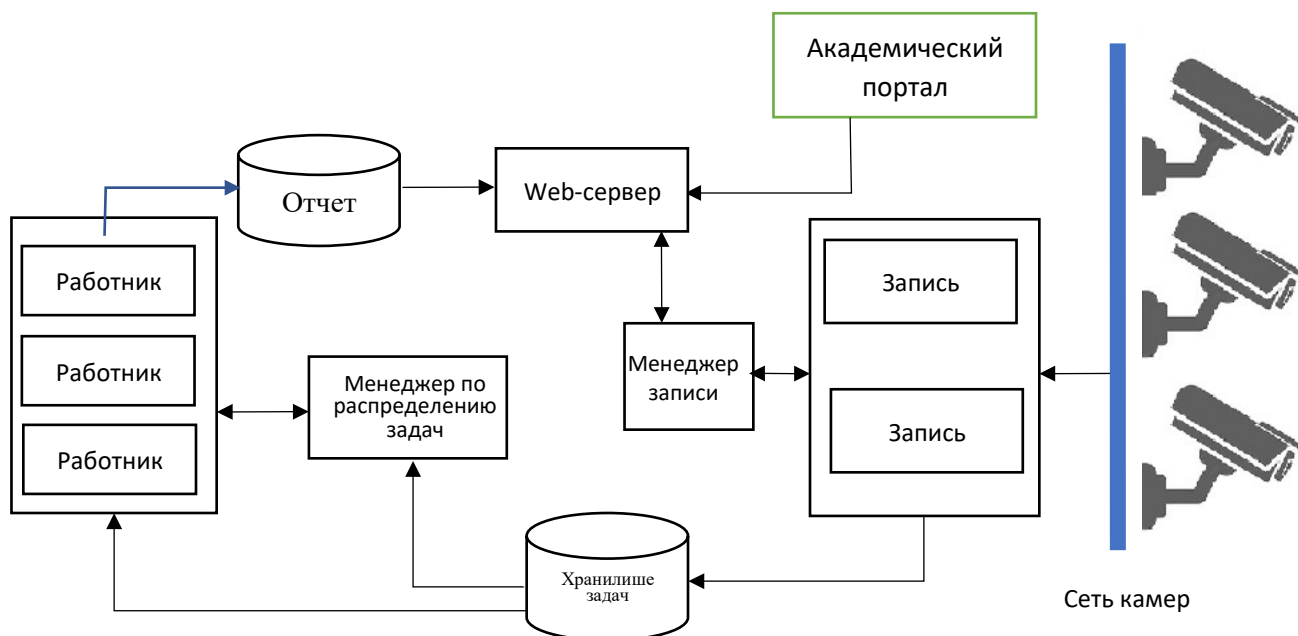 Академический
портал
Отчет
Web-сервер
Работник
Работник
Работник
Менеджер по
распределению
задач
Менеджер
записи
Запись
Запись
Хранилише
задач
Сеть камер